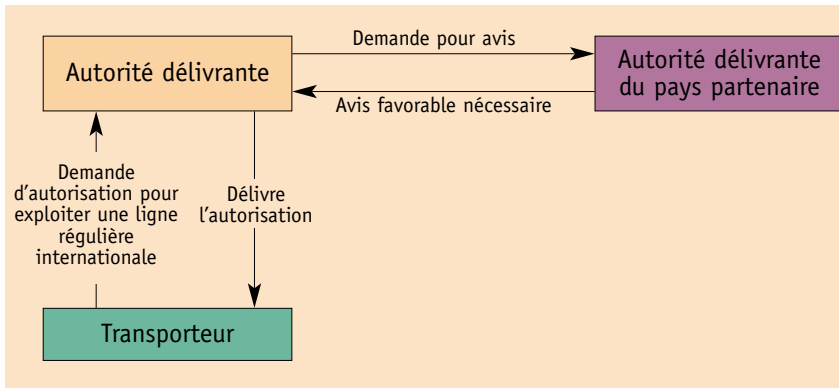 Demande pour avis
Autorité délivrante
Autorité délivrante
du pays partenaire
Avis favorable nécessaire
Demande
d'autorisation pour
exploiter une ligne
régulière
internationale
Délivre
l'autorisation
Transporteur